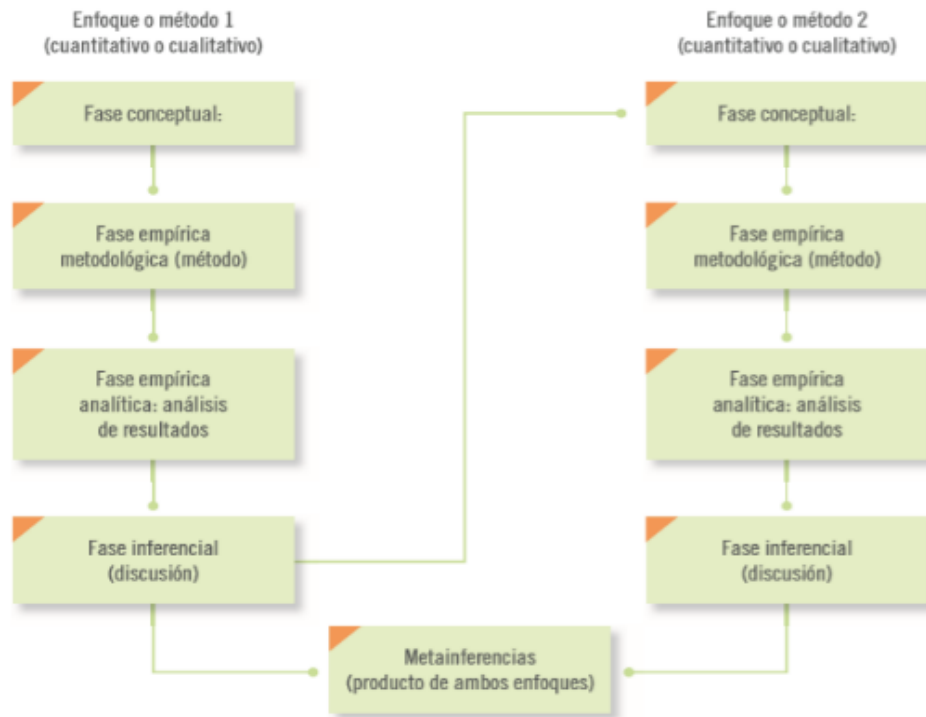 Enfoque o método 1
(cuantitativo o cualitativo)
Fase conceptual:
Fase empírica
metodológica (método)
Fase empírica
analítica: análisis
de resultados
Fase inferencial
(discusión)
Enfoque o método 2
(cuantitativo o cualitativo)
Fase conceptual:
Fase empírica
metodológica (método)
Fase empírica
analítica: análisis
de resultados
Fase inferencial
(discusión)
Metainferencias
(producto de ambos enfoques)